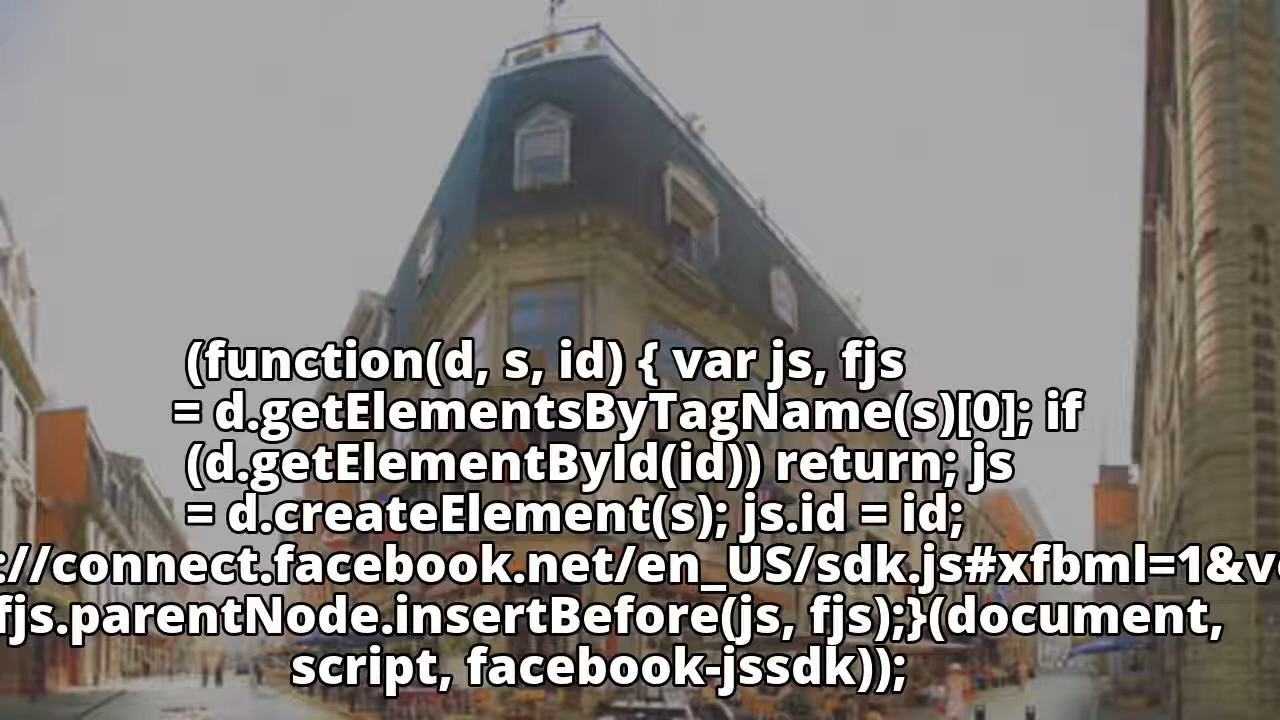 (function(d, s, id) { var js, fjs
= d.getElementsByTagName(s)[0]; if
(d.getElementById(id)) return; js
= d.createElement(s); js.id = id;
://connect.facebook.net/en_US/sdk.js#xfbml=1&v
fjs.parentNode.insertBefore(js, fjs);}(document,
script, facebook-jssdk));